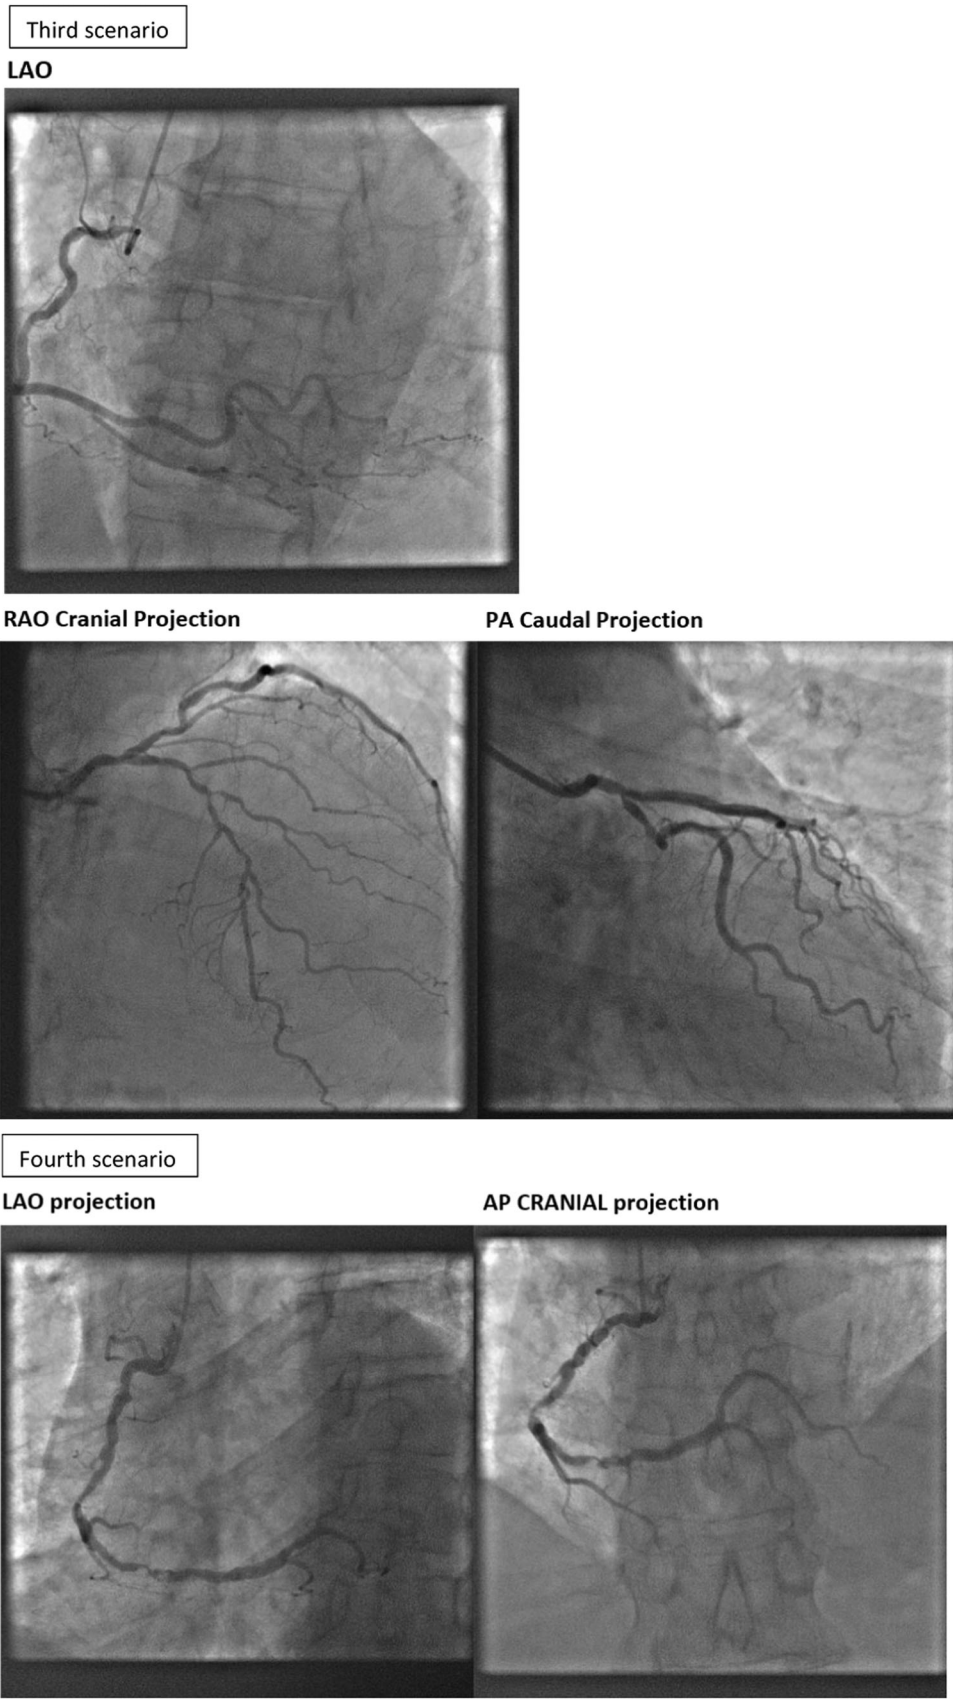 Third scenario
LAO
RAO Cranial Projection
PA Caudal Projection
Fourth scenario
LAO projection
AP CRANIAL projection